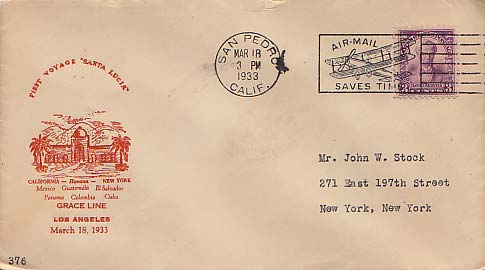 FIRST VOYAGE "SANTA LUCIA"
CALIFORNIA — Havana — NEW YORK
Mexico Guatemala El Salvador
Panama Colombia Cuba
GRACE LINE
LOS ANGELES
March 18, 1933
376
SAN PEDRO
MAR 18
3 PM
1933
CALIF.
AIR-MAIL
SAVES TIME
3
Mr. John W. Stock
271 East 197th Street
New York, New York